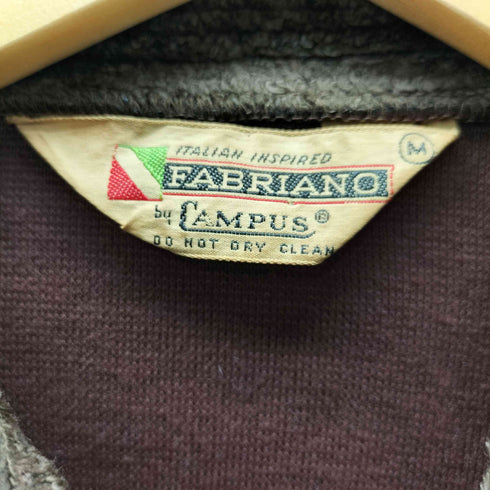 ITALIAN INSPIRED
M
FABRIANO
by CAMPUS®
DO NOT DRY CLEAN